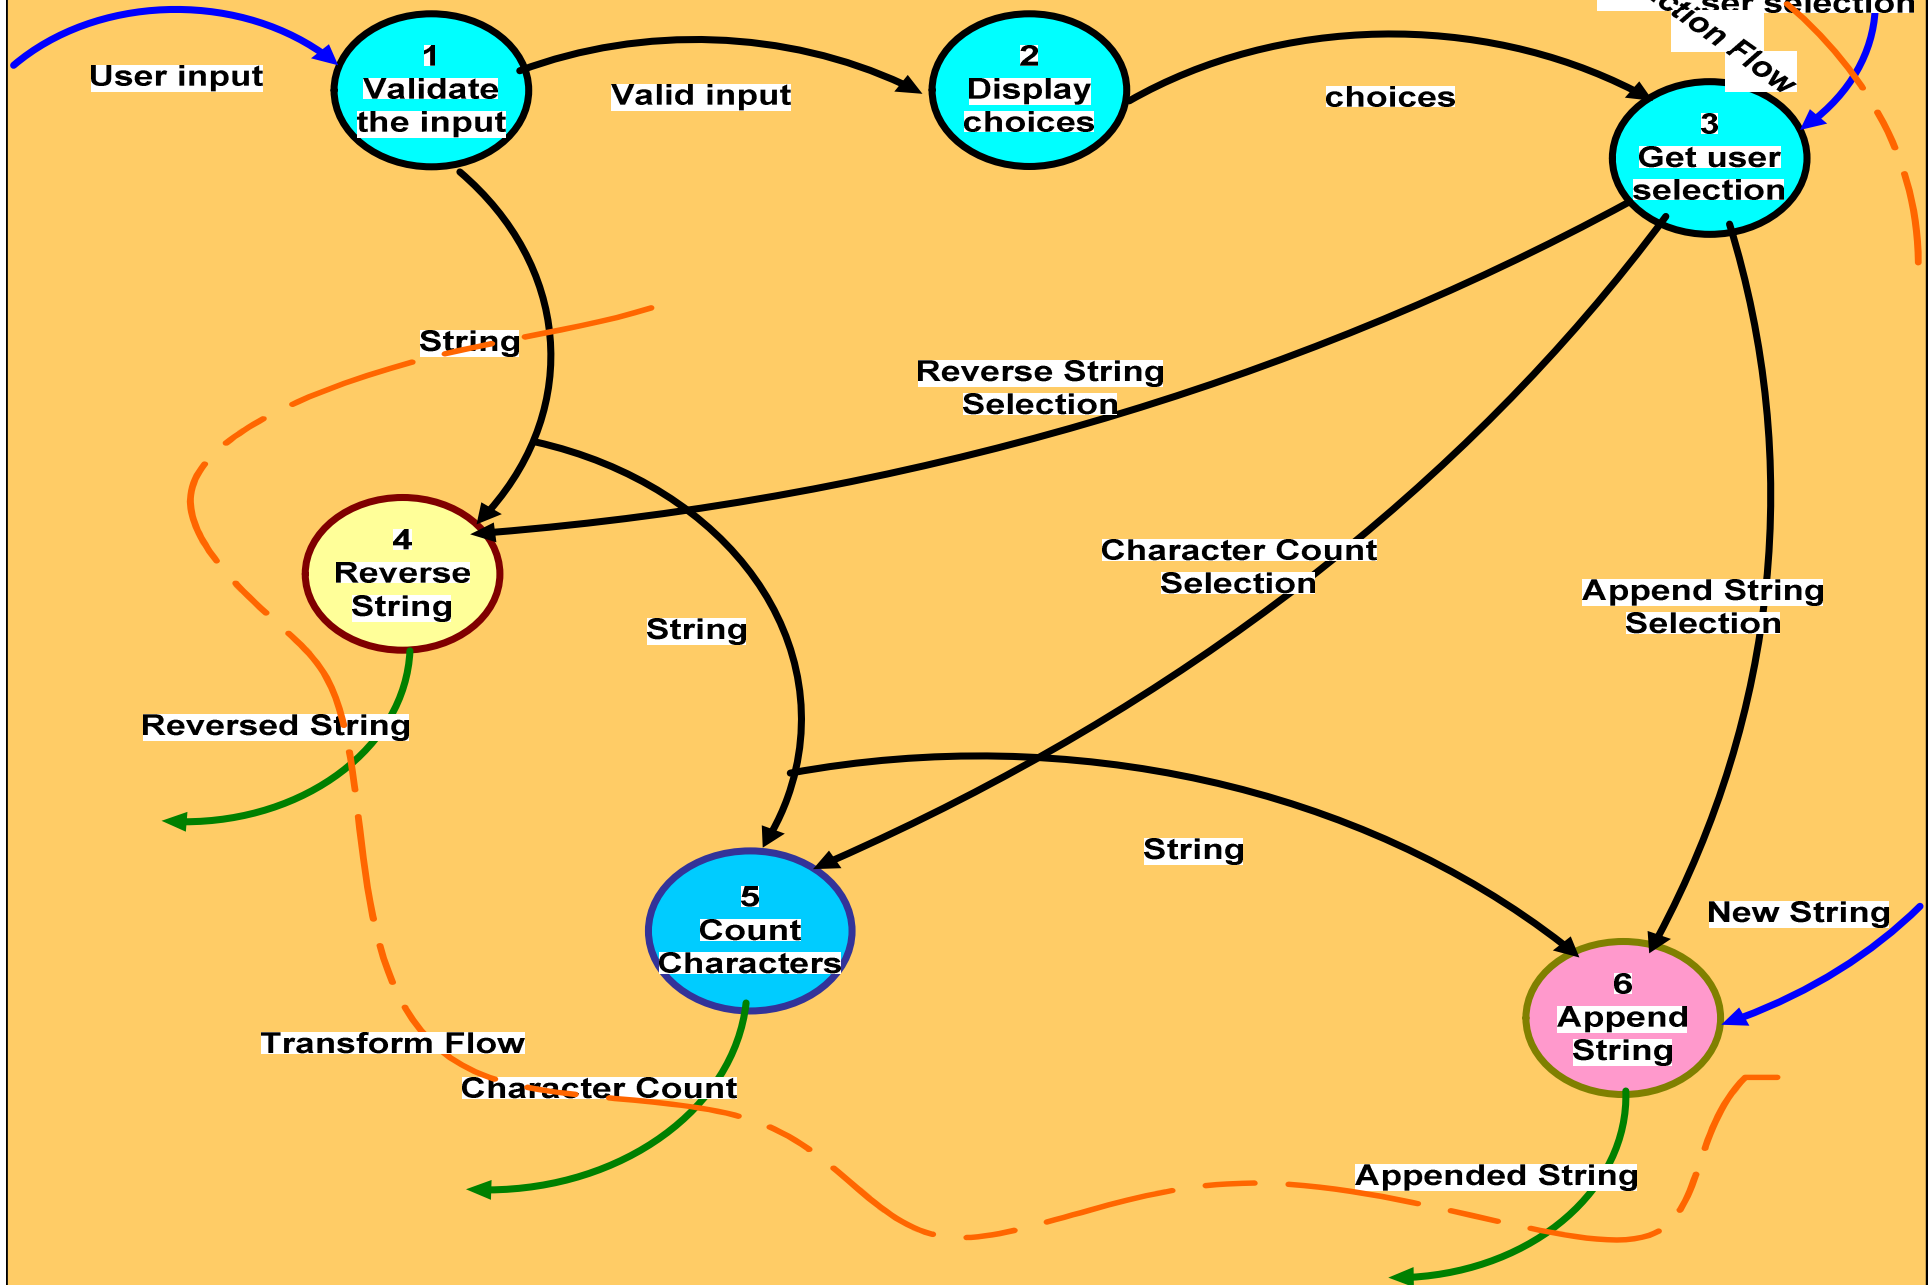 User input
1
Validate
the input
Valid input
2
Display
choices
choices
selection
Flow
3
Get user
selection
String
Reverse String
Selection
4
Reverse
String
String
Character Count
Selection
Append String
Selection
Reversed String
5
Count
Characters
String
New String
6
Append
String
Transform Flow
Character Count
Appended String